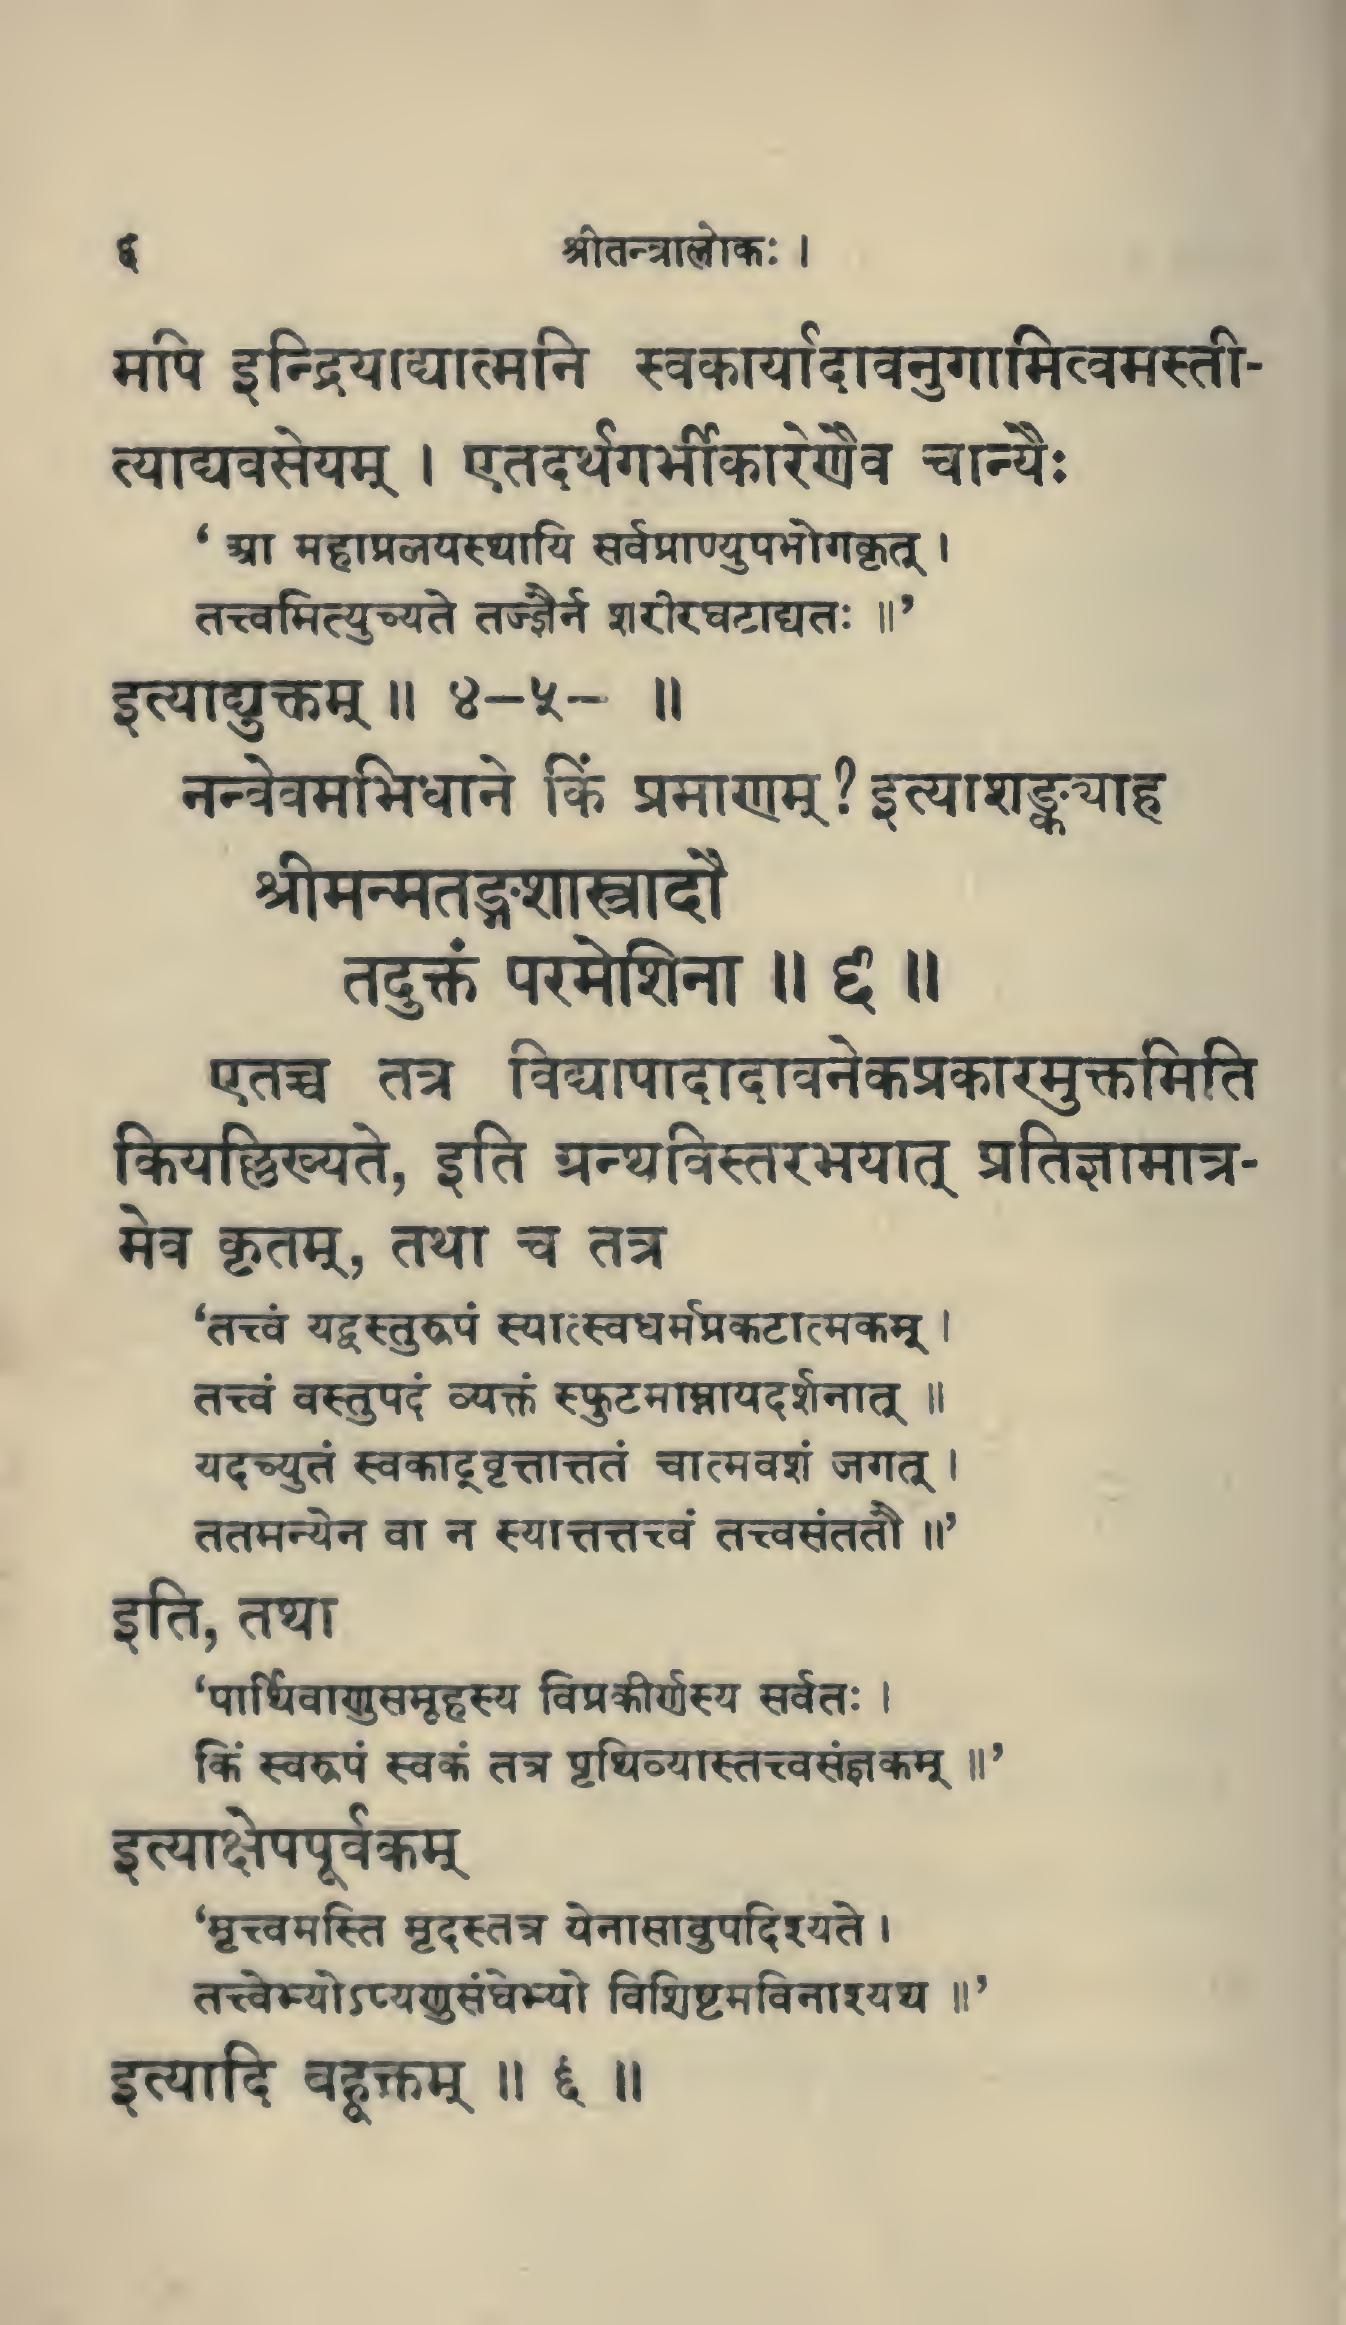 ६
श्रीतन्त्रालोकः ।
मपि इन्द्रियाद्यात्मनि स्वकार्यादावनुगामित्वमस्ती-
त्याद्यवसेयम् । एतदर्थगर्भीकारेणैव चान्यैः
‘ आ महाप्रलयस्थायि सर्वप्राण्युपभोगकृत् ।
तत्त्वमित्युच्यते तज्ज्ञैर्न शरीरघटाद्यतः ॥’
इत्याद्युक्तम् ॥ ४–५– ॥
नन्वेवमभिधाने किं प्रमाणम् ? इत्याशङ्क्याह
श्रीमन्मतङ्गशास्त्रादौ
तदुक्तं परमेशिना ॥ ६ ॥
एतच्च तत्र विद्यापादादावनेकप्रकारमुक्तमिति
कियल्लिख्यते, इति ग्रन्थविस्तरभयात् प्रतिज्ञामात्र-
मेव कृतम्, तथा च तत्र
‘तत्त्वं यद्वस्तुरूपं स्यात्स्वधर्मप्रकटात्मकम् ।
तत्त्वं वस्तुपदं व्यक्तं स्फुटमाम्नायदर्शनात् ॥
यदच्युतं स्वकाद्वृत्तात्ततं चात्मवशं जगत् ।
ततमन्येन वा न स्यात्तत्तत्त्वं तत्त्वसंततौ ॥’
इति, तथा
‘पार्थिवाणुसमूहस्य विप्रकीर्णस्य सर्वतः ।
किं स्वरूपं स्वकं तत्र पृथिव्यास्तत्त्वसंज्ञकम् ॥’
इत्याक्षेपपूर्वकम्
‘मृत्त्वमस्ति मृदस्तत्र येनासावुपदिश्यते ।
तत्त्वेभ्योऽप्यणुसंघेभ्यो विशिष्टमविनाश्यथ ॥’
इत्यादि बहूक्तम् ॥ ६ ॥